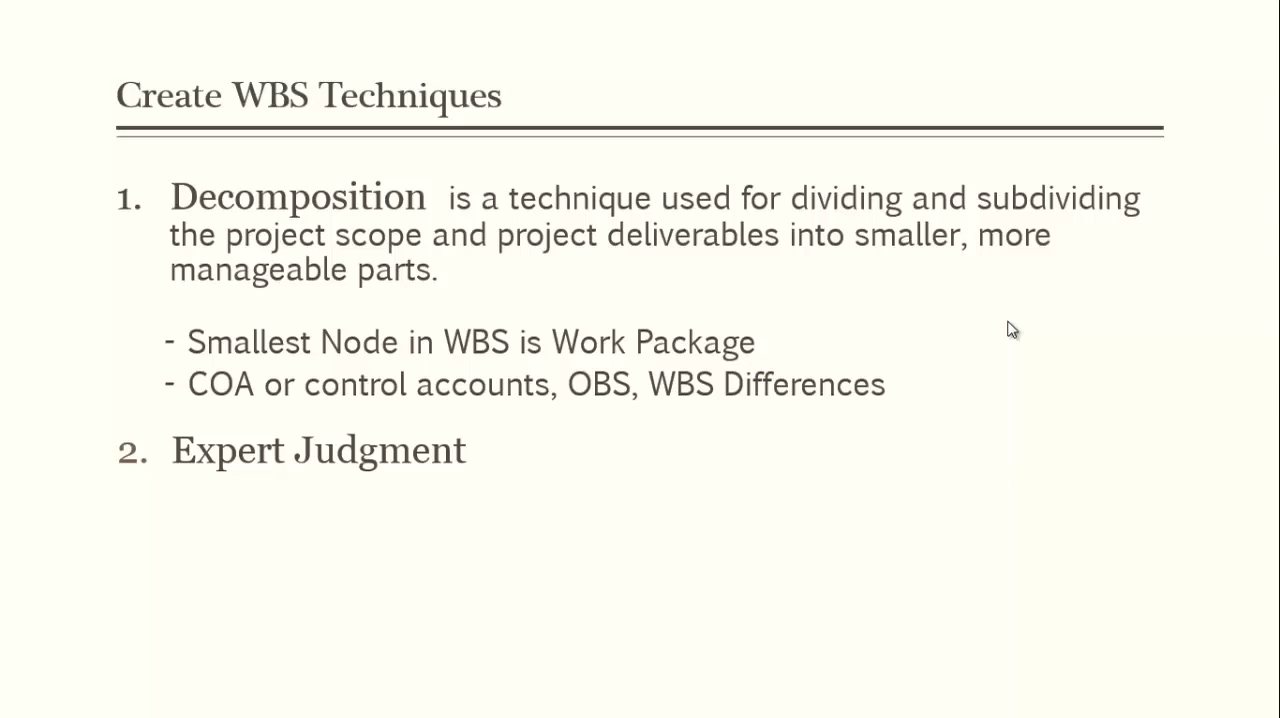 Create WBS Techniques
1. Decomposition is a technique used for dividing and subdividing
the project scope and project deliverables into smaller, more
manageable parts.
- Smallest Node in WBS is Work Package
- COA or control accounts, OBS, WBS Differences
2. Expert Judgment